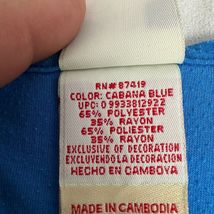 RN# 87419
COLOR: CABANA BLUE
UPC: 0 9933812922
65% POLYESTER
35% RAYON
65% POLIESTER
35% RAYON
EXCLUSIVE OF DECORATION
EXCLUYENDO LA DECORACION
HECHO EN CAMBOYA
MADE IN CAMBODIA